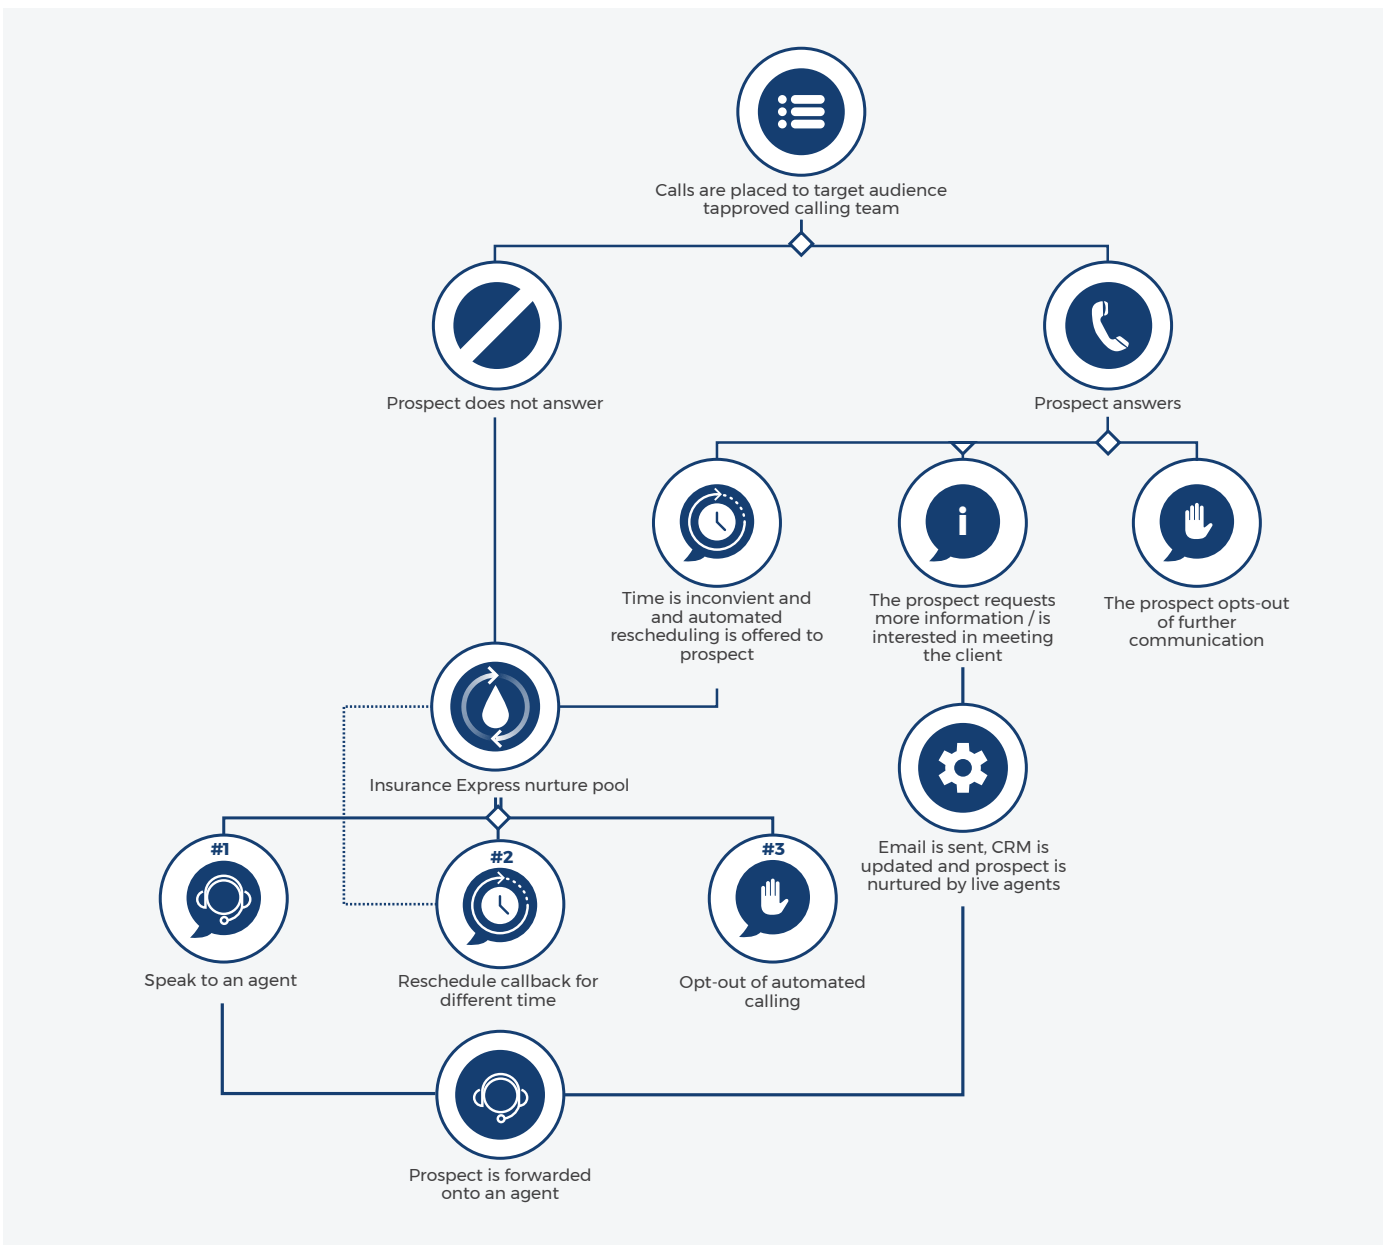 Calls are placed to target audience
tapproved calling team
Prospect does not answer
Prospect answers
Time is inconvient and
and automated
rescheduling is offered to
prospect
The prospect requests
more information / is
interested in meeting
the client
The prospect opts-out
of further
communication
Insurance Express nurture pool
Email is sent, CRM is
updated and prospect is
nurtured by live agents
#1
Speak to an agent
#2
Reschedule callback for
different time
#3
Opt-out of automated
calling
Prospect is forwarded
onto an agent